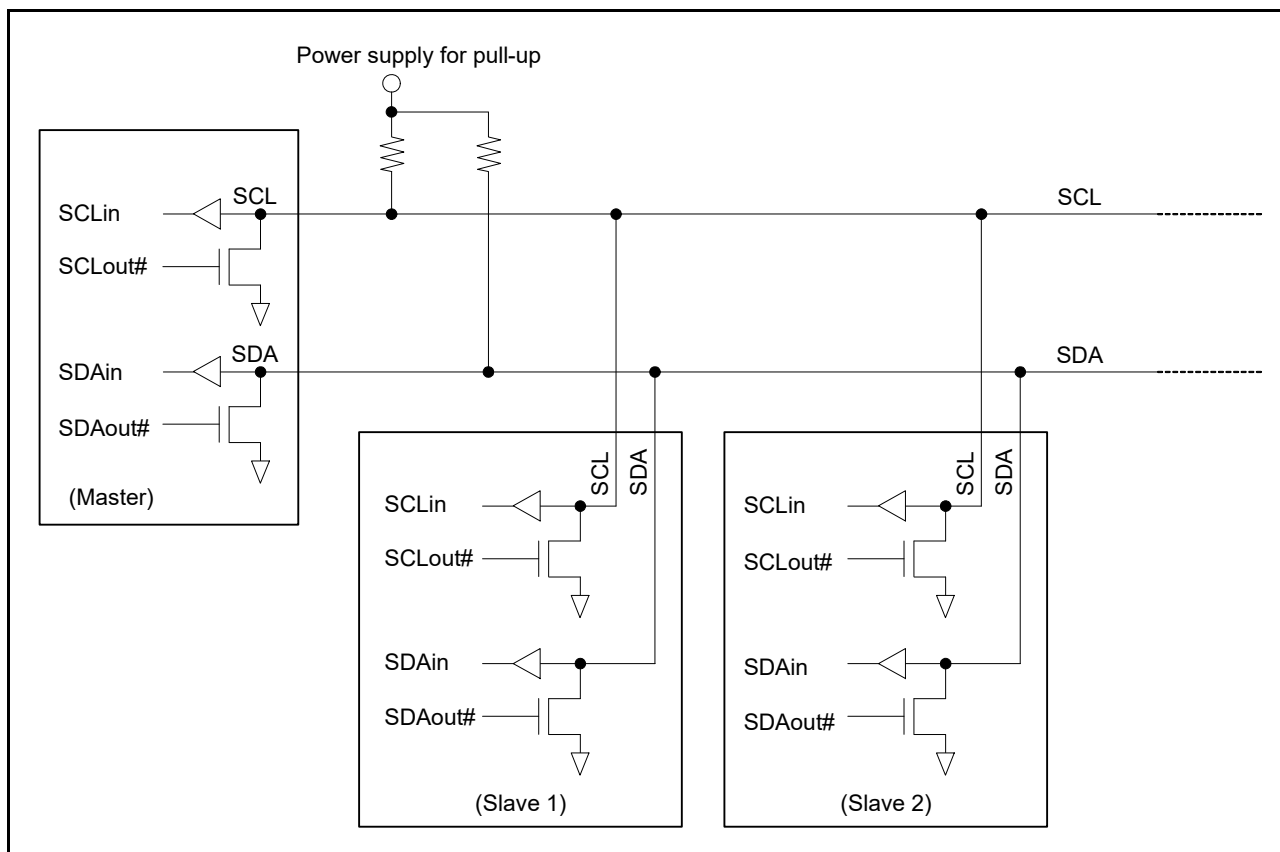 Power supply for pull-up
SCL
SCLin
SCLout#
SDA
SDAin
SDAout#
(Master)
SCL
SDA
SCL
SDA
SCLin
SCLout#
SDAin
SDAout#
(Slave 1)
SCL
SDA
SCLin
SCLout#
SDAin
SDAout#
(Slave 2)